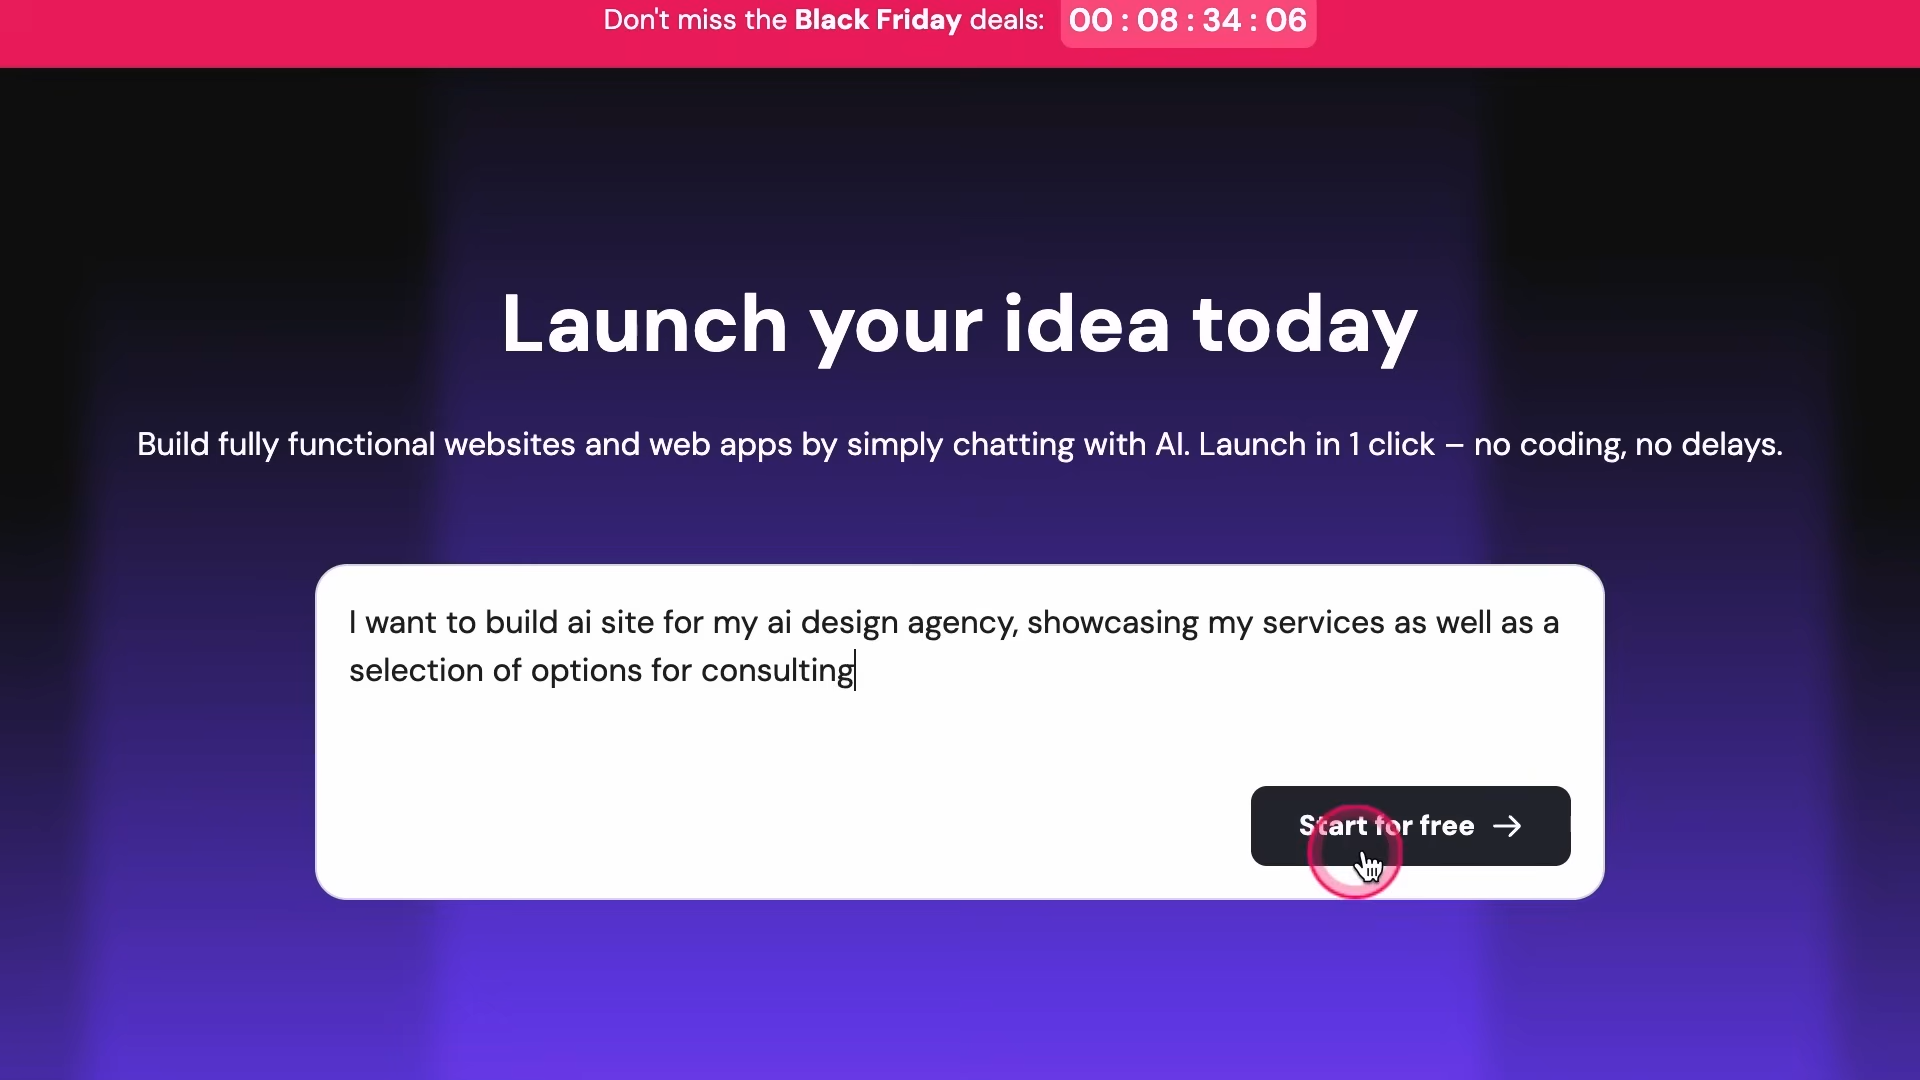 Don't miss the Black Friday deals: 00 : 08 : 34 : 06
Launch your idea today
Build fully functional websites and web apps by simply chatting with AI. Launch in 1 click – no coding, no delays.
I want to build ai site for my ai design agency, showcasing my services as well as a
selection of options for consulting
Start for free →